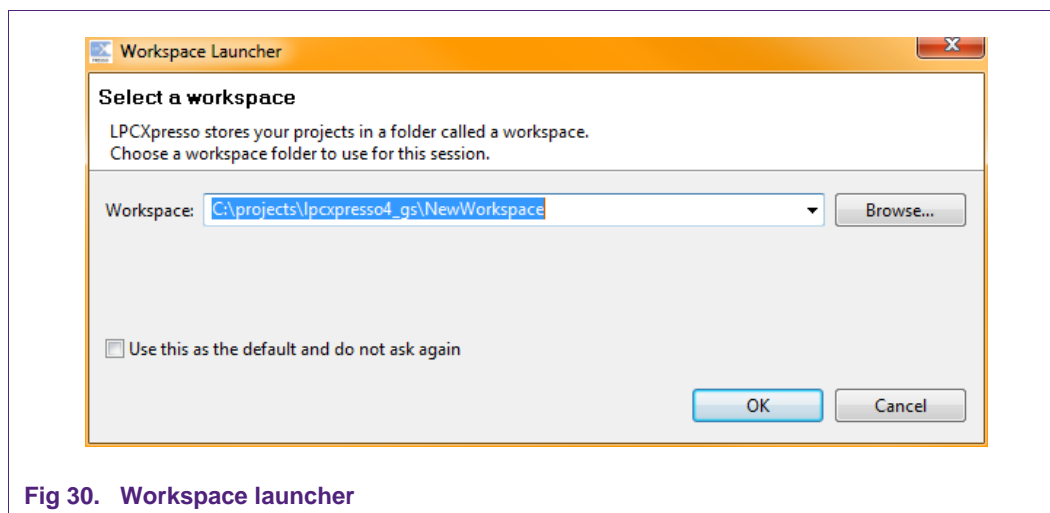 Workspace Launcher
Select a workspace
LPCXpresso stores your projects in a folder called a workspace.
Choose a workspace folder to use for this session.
Workspace: C:\projects\lpcxpresso4_gs\NewWorkspace Browse...
Use this as the default and do not ask again
OK Cancel
Fig 30. Workspace launcher